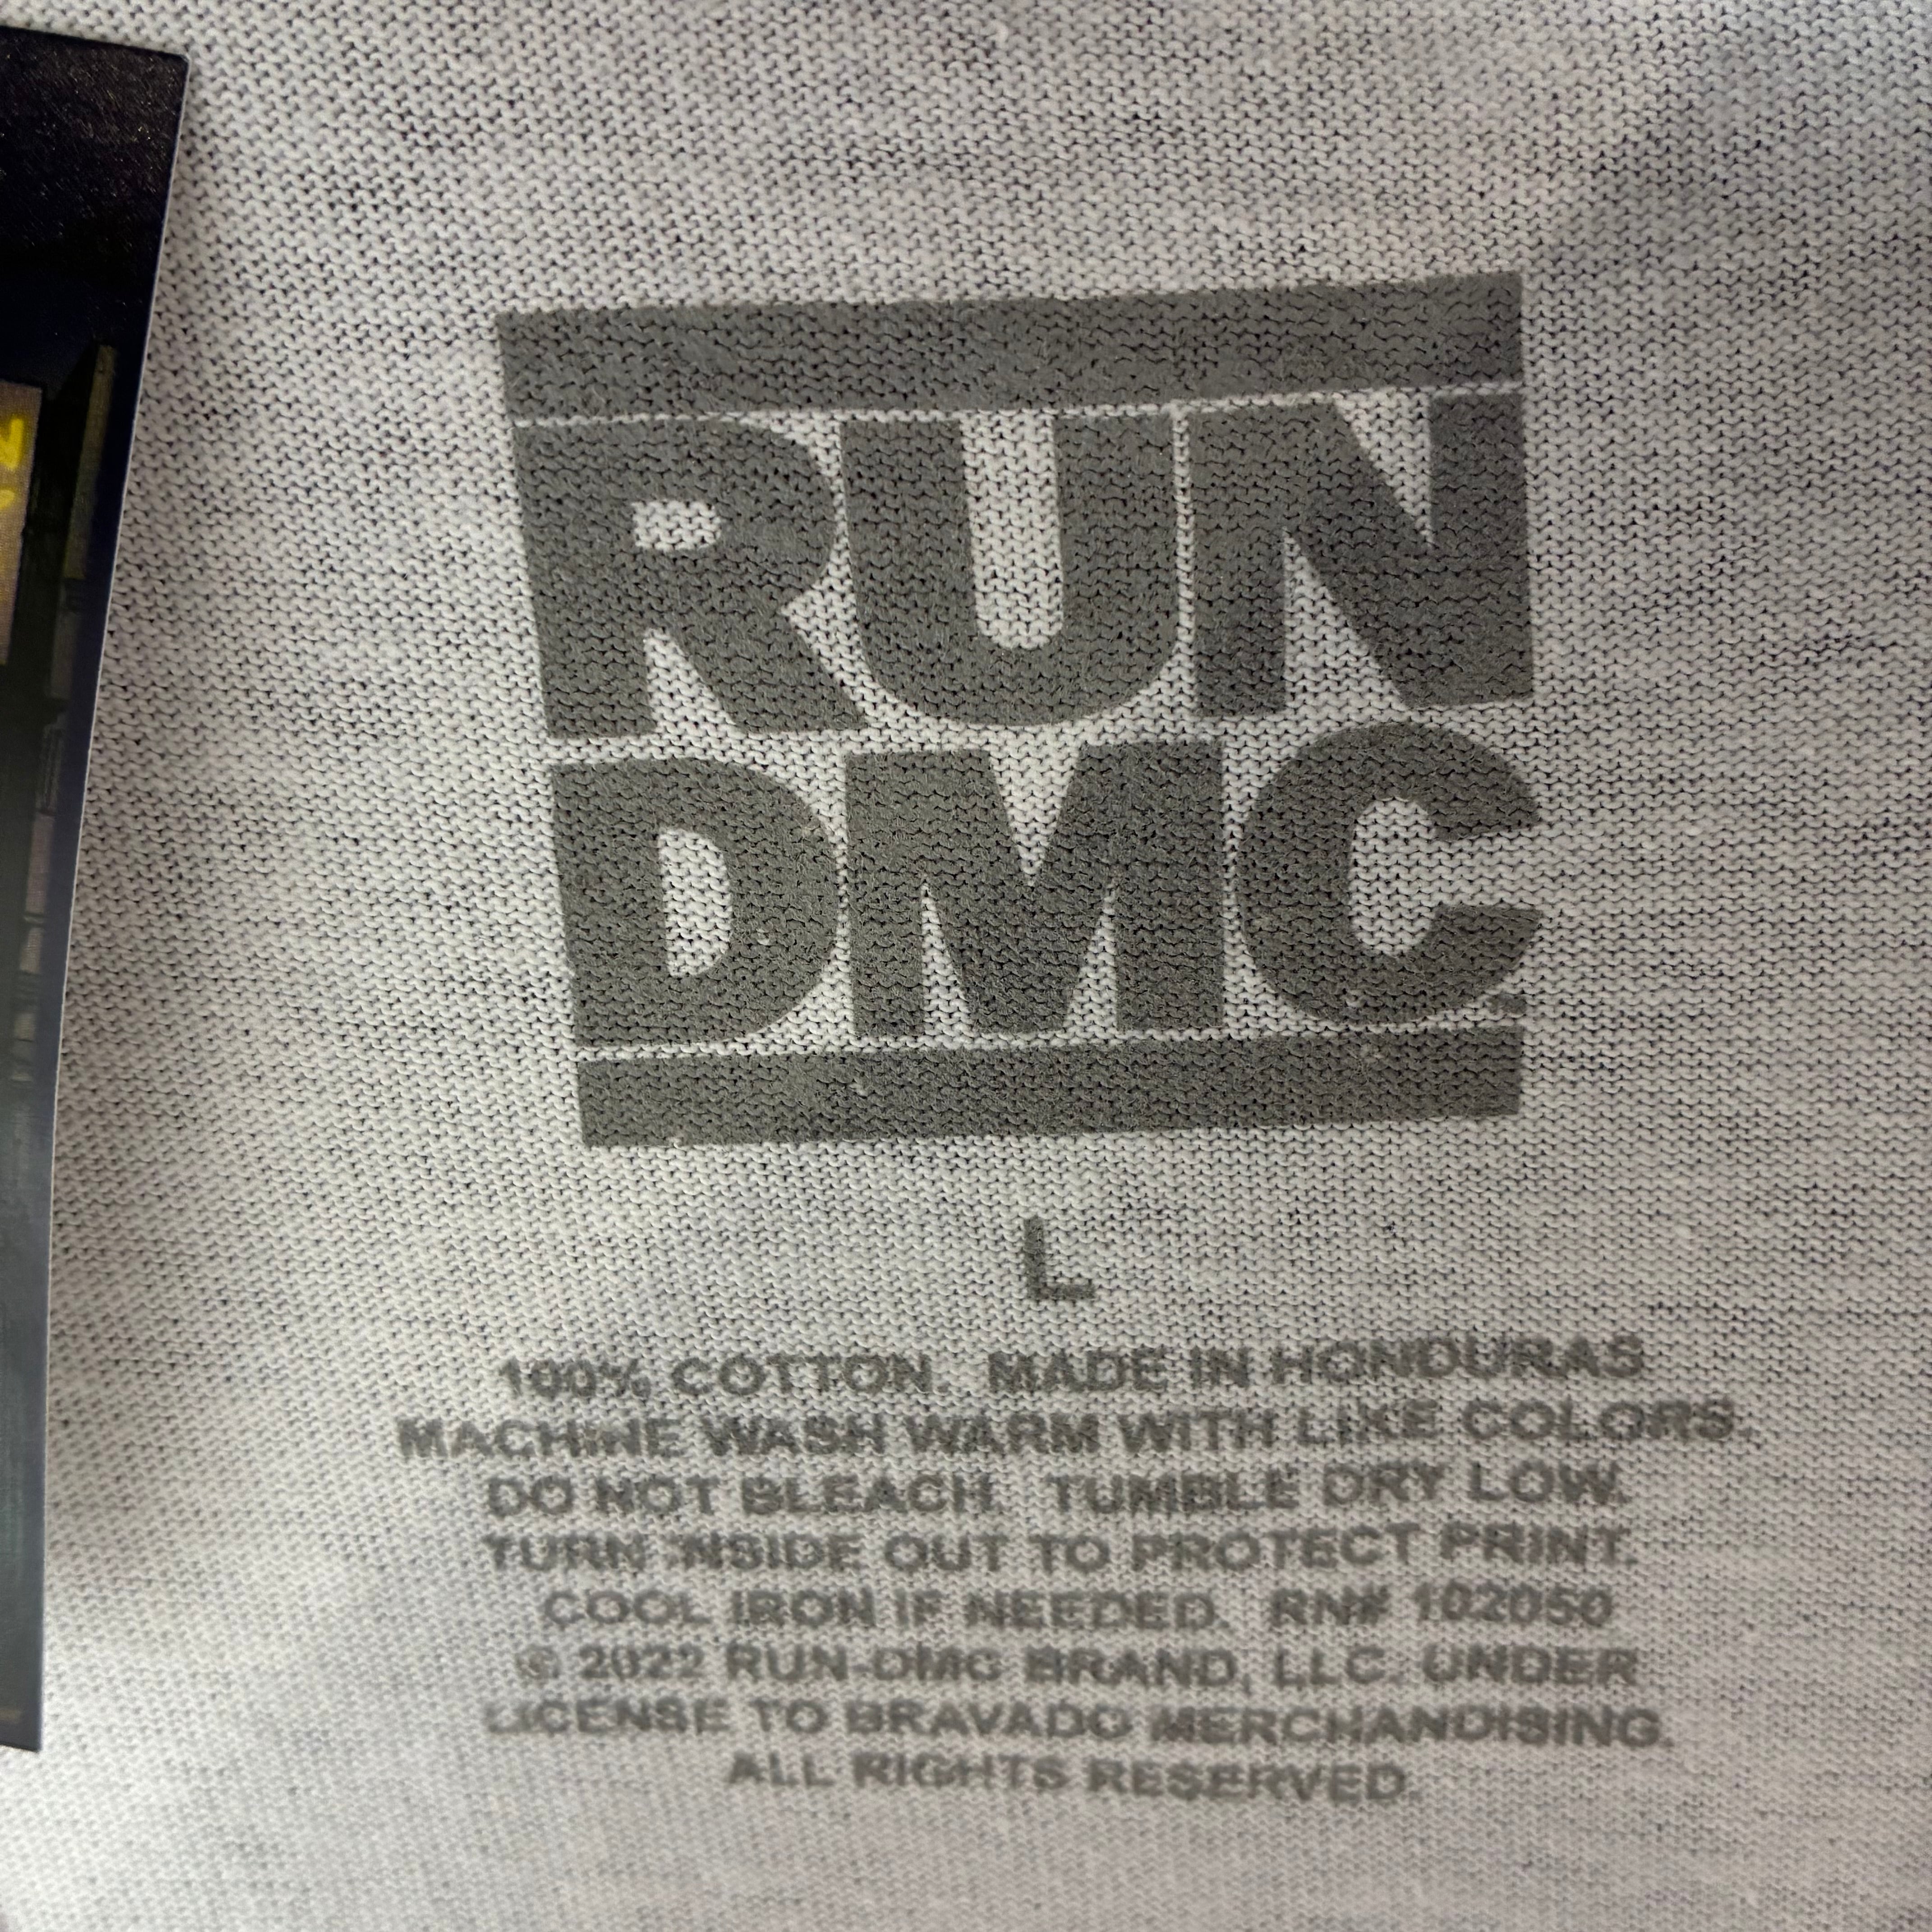 RUN
DMC
L
100% COTTON. MADE IN HONDURAS
MACHINE WASH WARM WITH LIKE COLORS.
DO NOT BLEACH. TUMBLE DRY LOW.
TURN INSIDE OUT TO PROTECT PRINT.
COOL IRON IF NEEDED. RN# 102050
© 2022 RUN-DMC BRAND, LLC. UNDER
LICENSE TO BRAVADO MERCHANDISING.
ALL RIGHTS RESERVED.